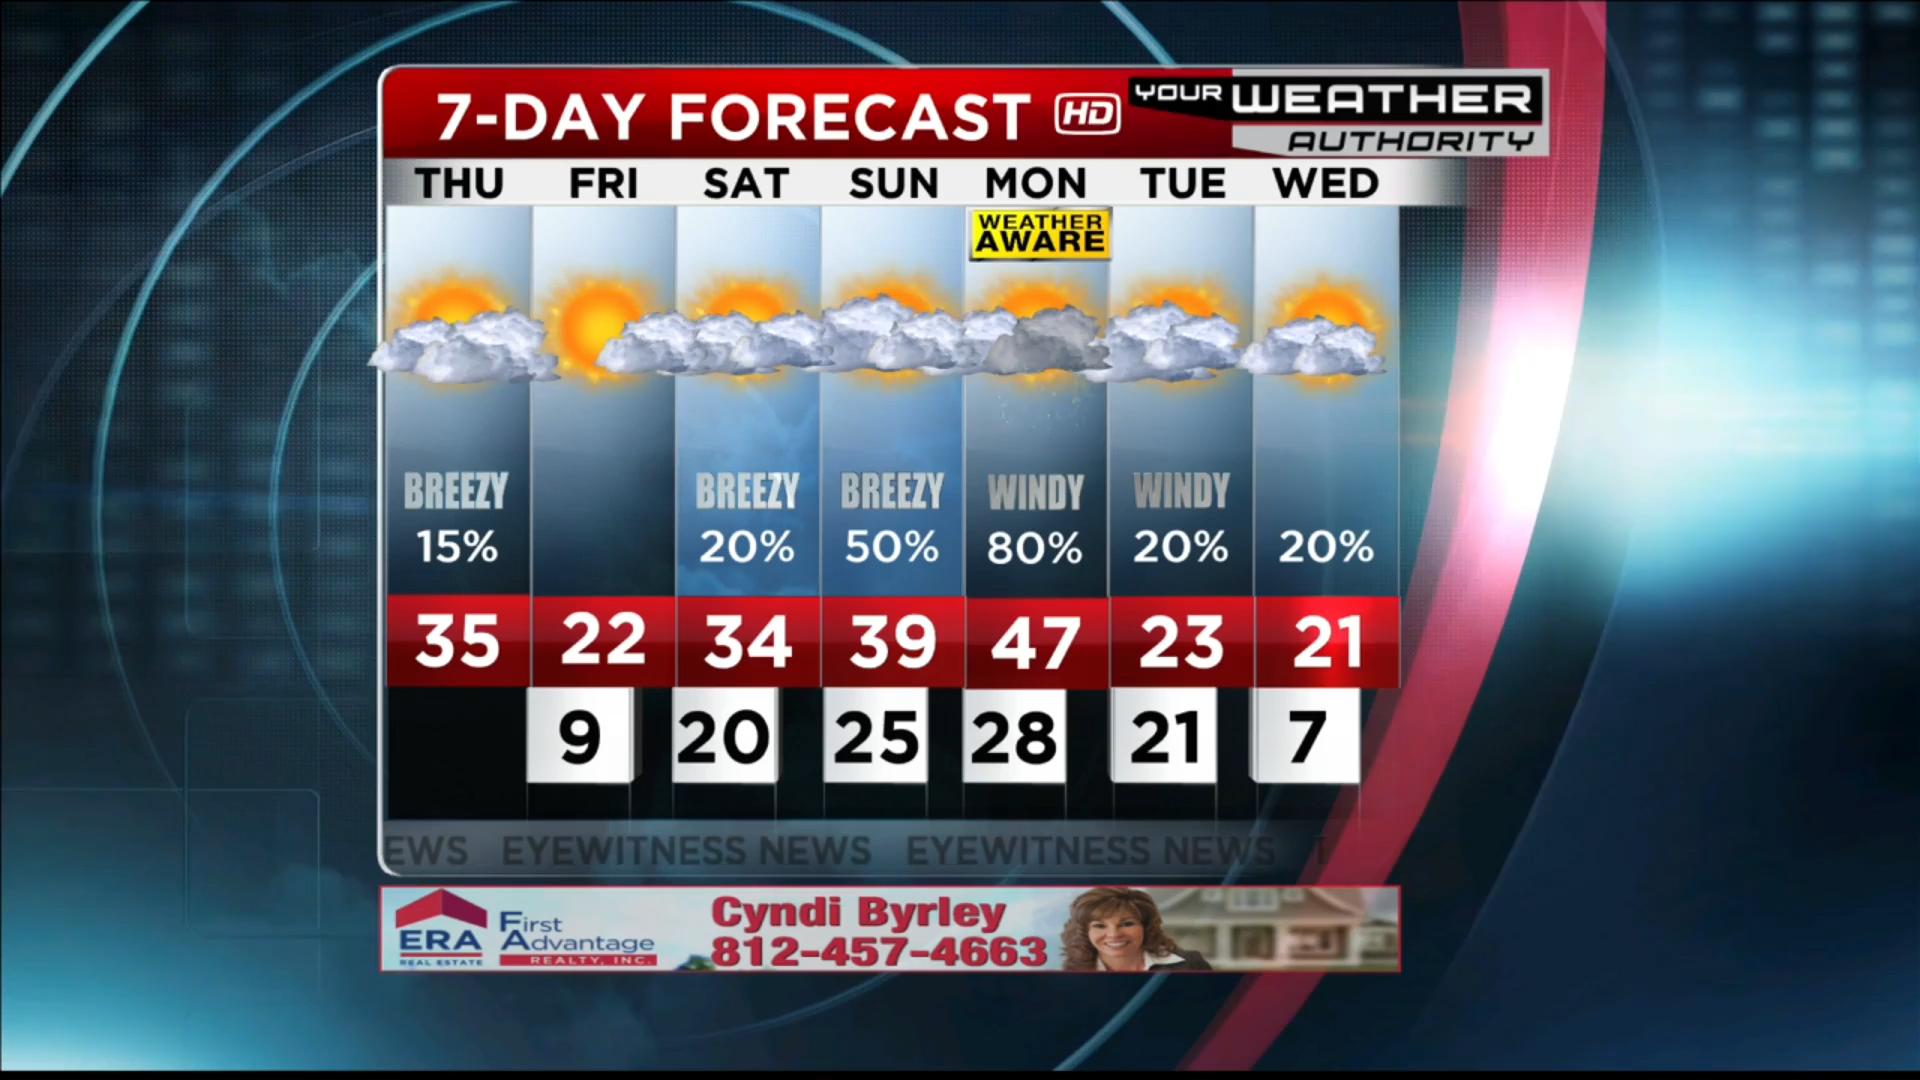 7-DAY FORECAST HD YOUR WEATHER
AUTHORITY
THU FRI SAT SUN MON TUE WED
WEATHER
AWARE
BREEZY BREEZY BREEZY WINDY WINDY
15% 20% 50% 80% 20% 20%
35 22 34 39 47 23 21
9 20 25 28 21 7
EWS EYEWITNESS NEWS EYEWITNESS NEWS
ERA
REAL ESTATE
First
Advantage
REALTY, INC.
Cyndi Byrley
812-457-4663